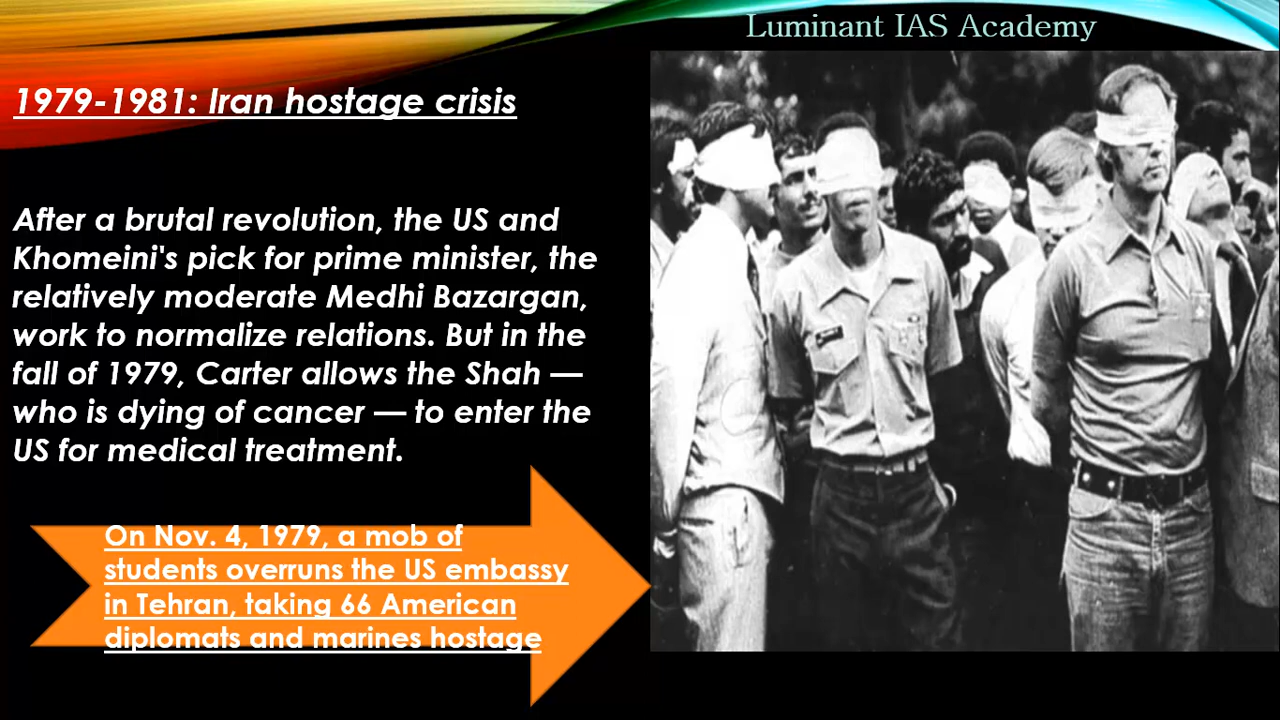 Luminant IAS Academy
1979-1981: Iran hostage crisis
After a brutal revolution, the US and
Khomeini's pick for prime minister, the
relatively moderate Medhi Bazargan,
work to normalize relations. But in the
fall of 1979, Carter allows the Shah —
who is dying of cancer — to enter the
US for medical treatment.
On Nov. 4, 1979, a mob of
students overruns the US embassy
in Tehran, taking 66 American
diplomats and marines hostage